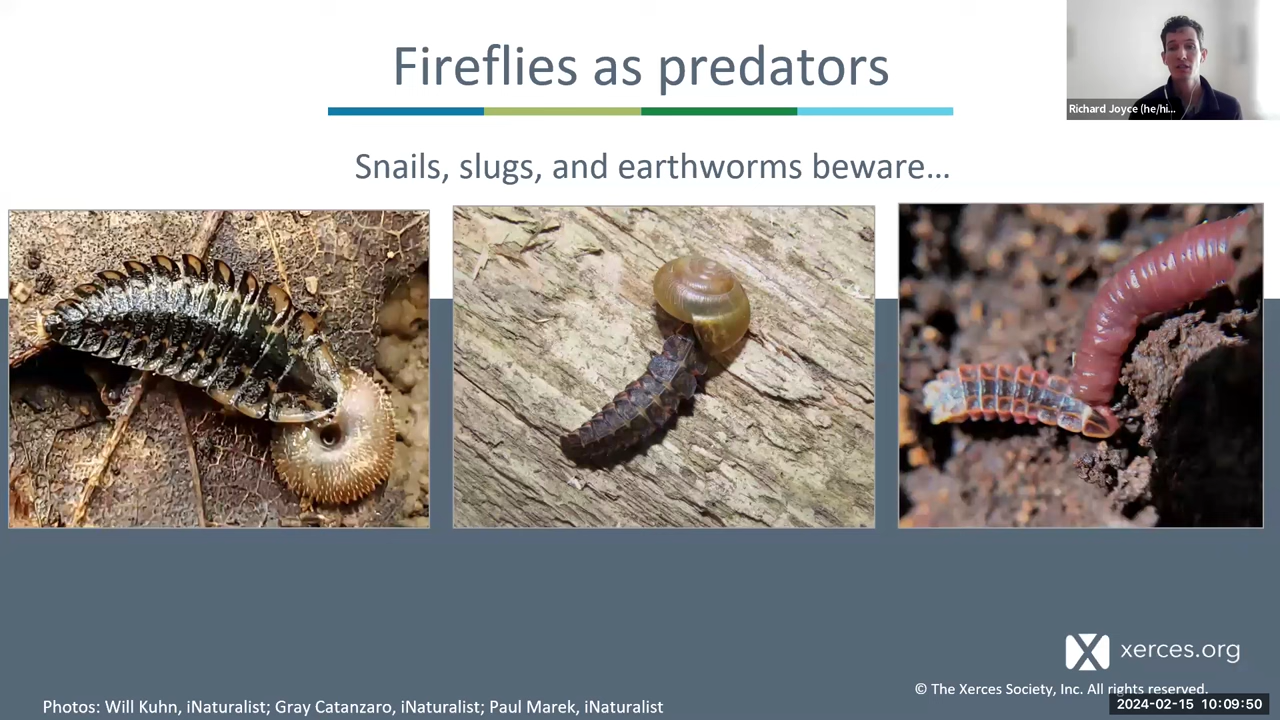 Fireflies as predators
Richard Joyce (he/hi...
Snails, slugs, and earthworms beware…
xerces.org
© The Xerces Society, Inc. All rights reserved.
Photos: Will Kuhn, iNaturalist; Gray Catanzaro, iNaturalist; Paul Marek, iNaturalist
2024-02-15 10:09:50